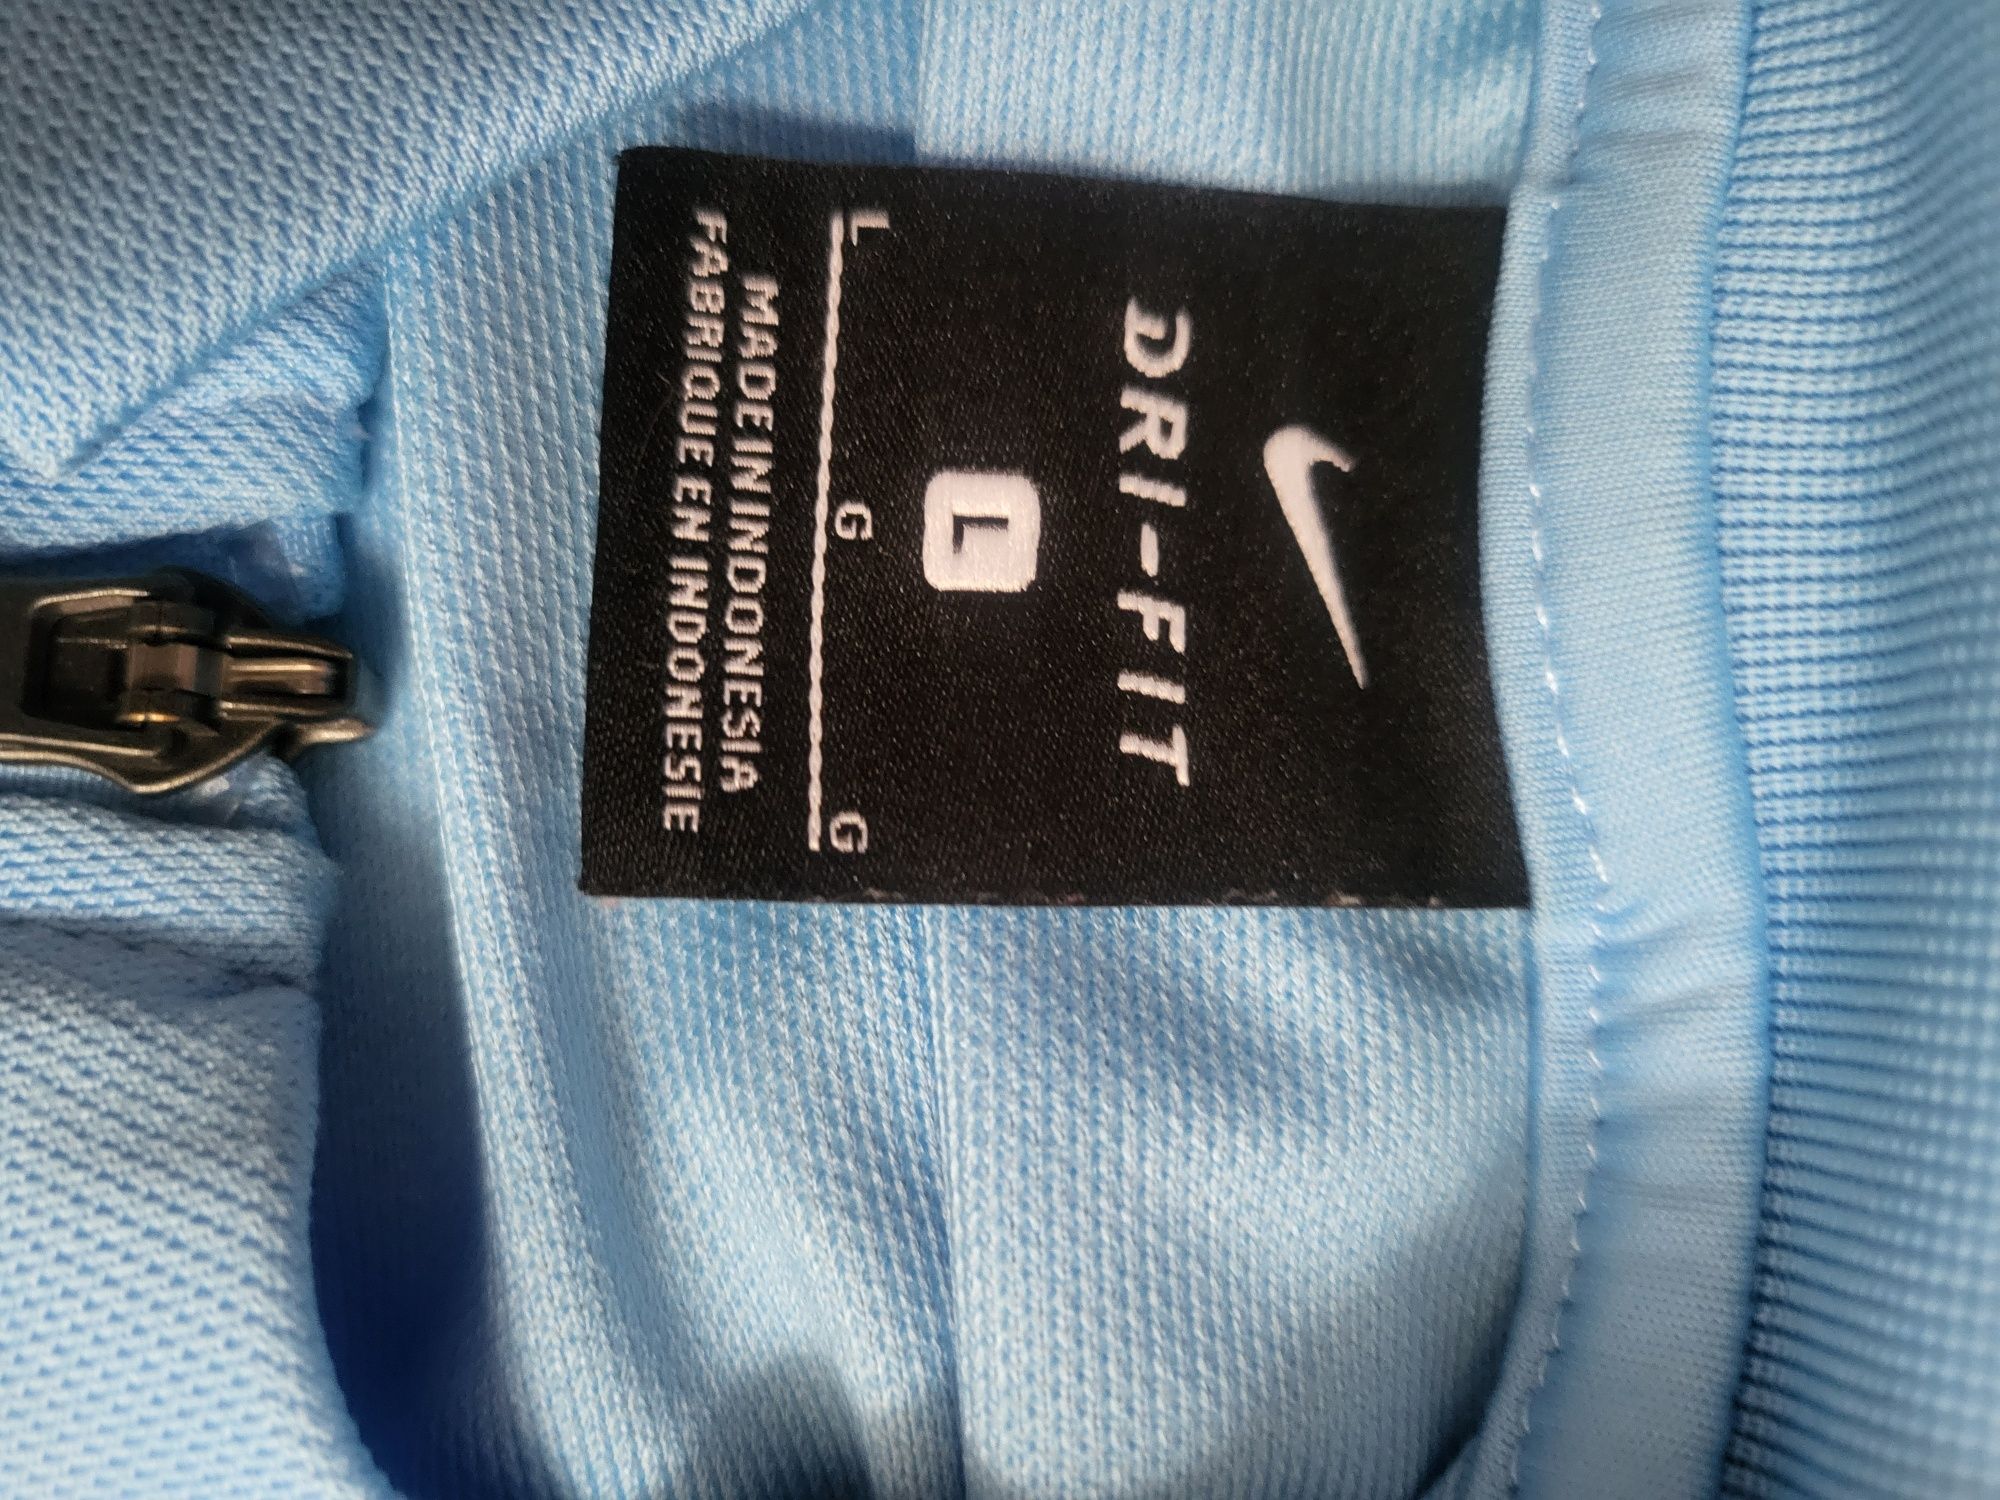 DRI-FIT
L
L G G
MADE IN INDONESIA
FABRIQUE EN INDONESIE